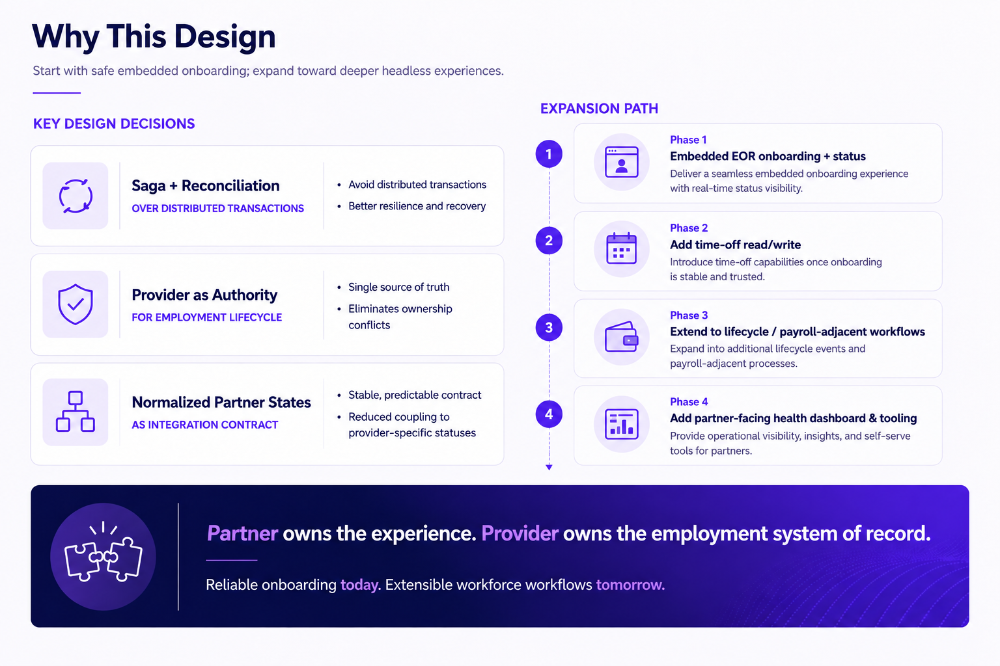 Why This Design
Start with safe embedded onboarding; expand toward deeper headless experiences.
KEY DESIGN DECISIONS
Saga + Reconciliation
OVER DISTRIBUTED TRANSACTIONS
• Avoid distributed transactions
• Better resilience and recovery
Provider as Authority
FOR EMPLOYMENT LIFECYCLE
• Single source of truth
• Eliminates ownership
conflicts
Normalized Partner States
AS INTEGRATION CONTRACT
• Stable, predictable contract
• Reduced coupling to
provider-specific statuses
EXPANSION PATH
1
Phase 1
Embedded EOR onboarding + status
Deliver a seamless embedded onboarding experience
with real-time status visibility.
2
Phase 2
Add time-off read/write
Introduce time-off capabilities once onboarding
is stable and trusted.
3
Phase 3
Extend to lifecycle / payroll-adjacent workflows
Expand into additional lifecycle events and
payroll-adjacent processes.
4
Phase 4
Add partner-facing health dashboard & tooling
Provide operational visibility, insights, and self-serve
tools for partners.
Partner owns the experience. Provider owns the employment system of record.
Reliable onboarding today. Extensible workforce workflows tomorrow.